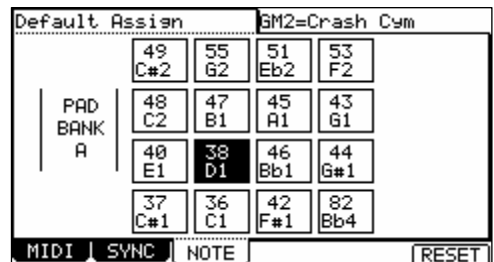 Default Assign GM2=Crash Cym
49 55 51 53
C#2 G2 Eb2 F2
PAD BANK A
48 47 45 43
C2 B1 A1 G1
40 38 46 44
E1 D1 Bb1 G#1
37 36 42 82
C#1 C1 F#1 Bb4
MIDI SYNC NOTE RESET